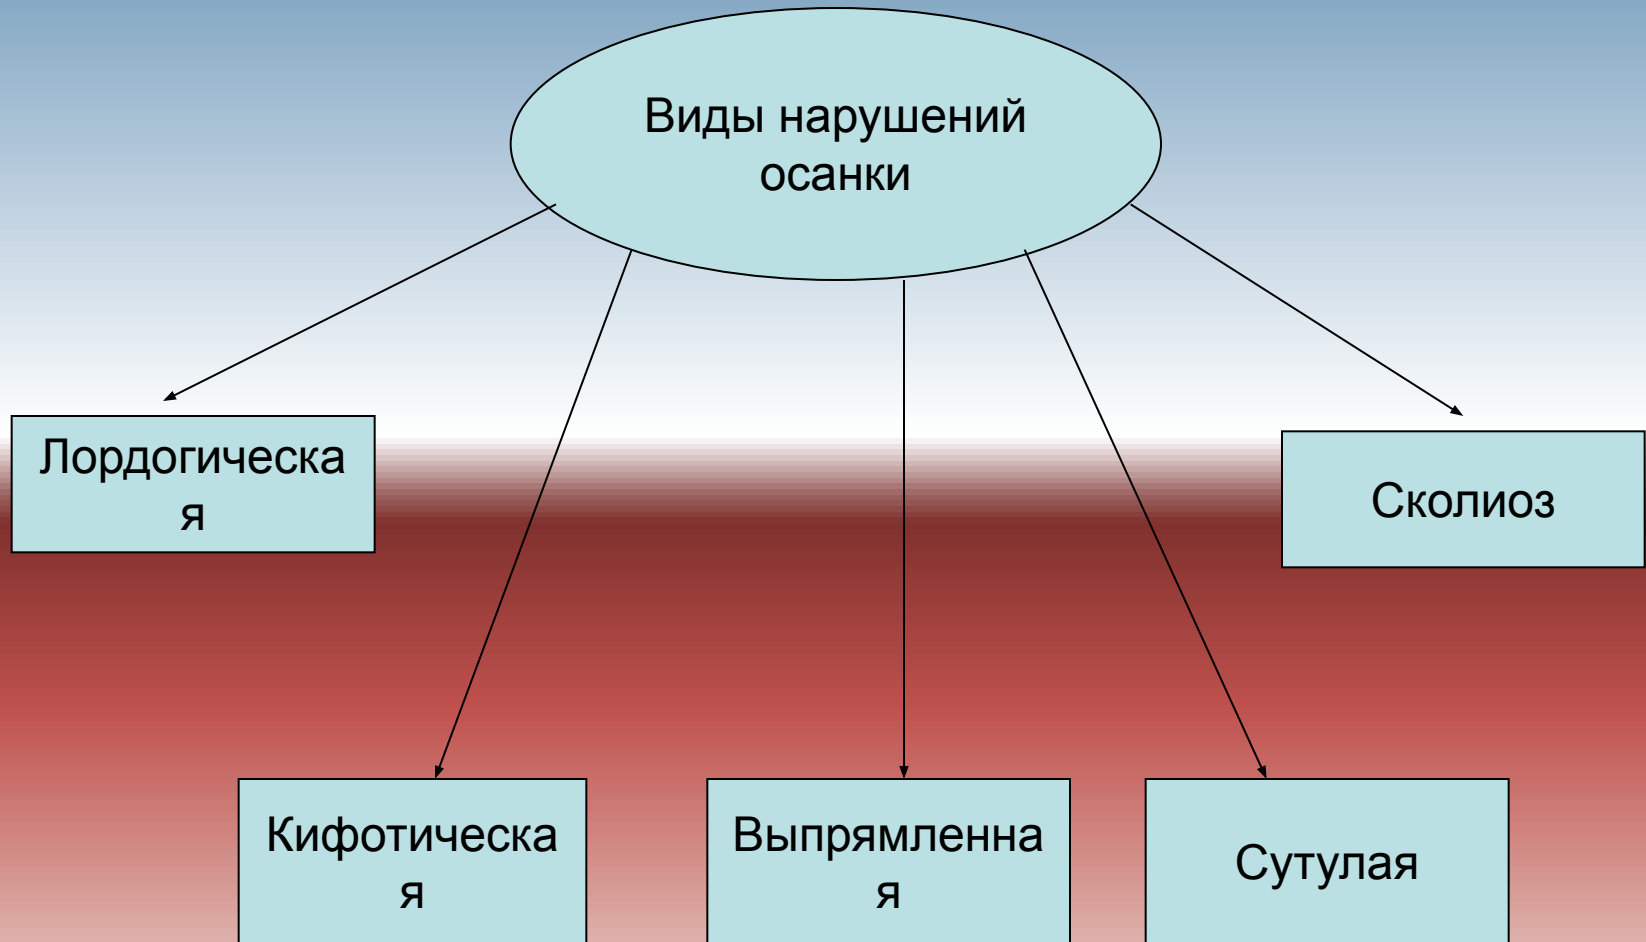 Виды нарушений
осанки
Лордогическа
я
Сколиоз
Кифотическа
я
Выпрямленна
я
Сутулая